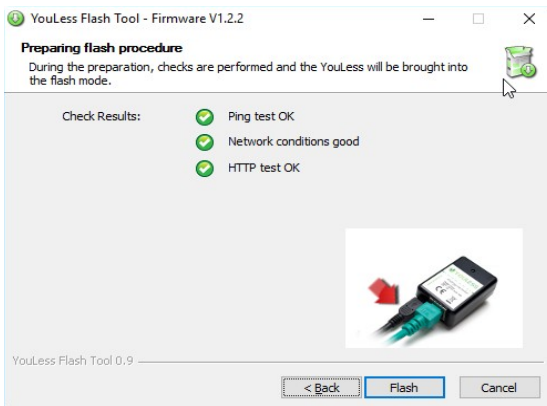 YouLess Flash Tool - Firmware V1.2.2
Preparing flash procedure
During the preparation, checks are performed and the YouLess will be brought into
the flash mode.
Check Results:
Ping test OK
Network conditions good
HTTP test OK
YouLess Flash Tool 0.9
< Back
Flash
Cancel